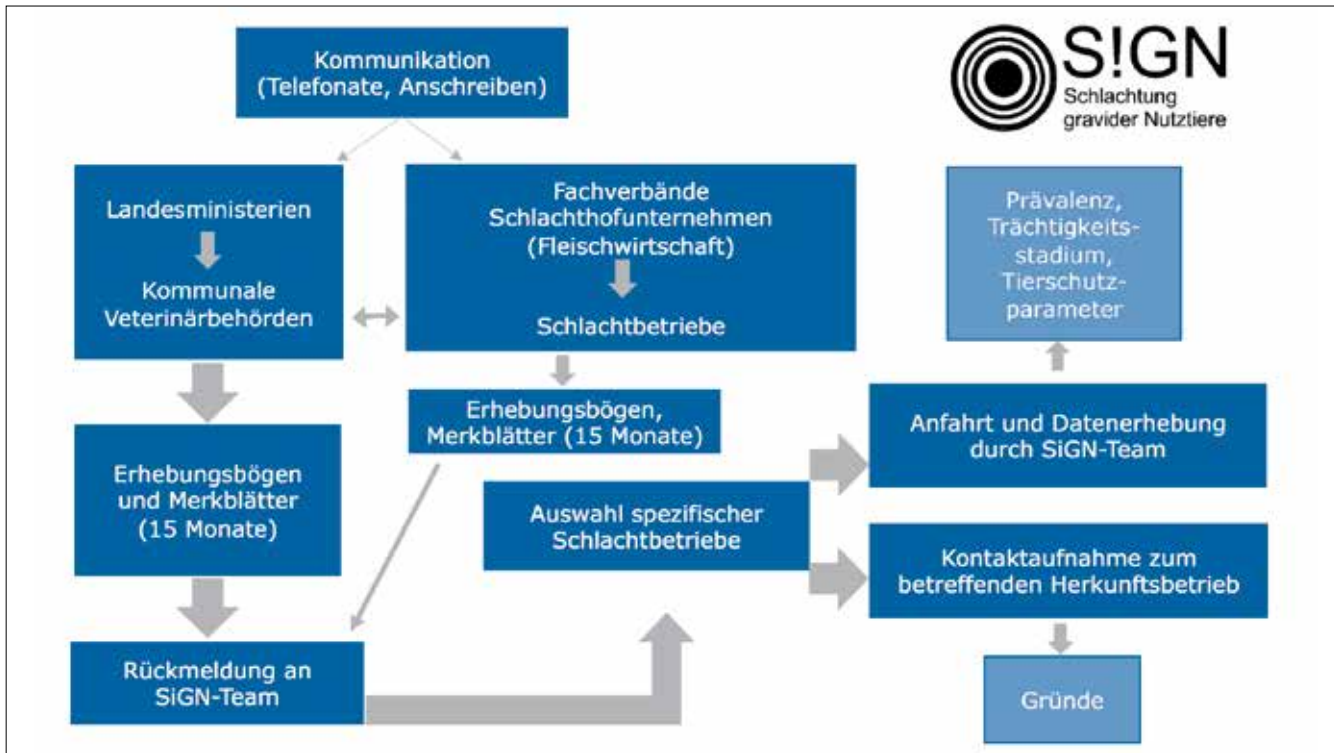 Kommunikation
(Telefonate, Anschreiben)
S!GN
Schlachtung
gravider Nutztiere
Landesministerien
Kommunale
Veterinärbehörden
Fachverbände
Schlachthofunternehmen
(Fleischwirtschaft)
Schlachtbetriebe
Prävalenz,
Trächtigkeits-
stadium,
Tierschutz-
parameter
Erhebungsbögen,
Merkblätter (15 Monate)
Erhebungsbögen
und Merkblätter
(15 Monate)
Anfahrt und Datenerhebung
durch SiGN-Team
Auswahl spezifischer
Schlachtbetriebe
Kontaktaufnahme zum
betreffenden Herkunftsbetrieb
Rückmeldung an
SiGN-Team
Gründe